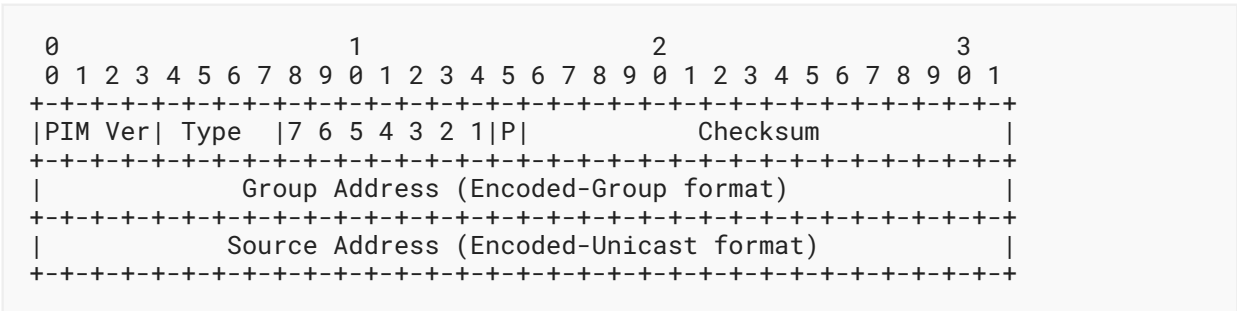 0                   1                   2                   3
 0 1 2 3 4 5 6 7 8 9 0 1 2 3 4 5 6 7 8 9 0 1 2 3 4 5 6 7 8 9 0 1
+-+-+-+-+-+-+-+-+-+-+-+-+-+-+-+-+-+-+-+-+-+-+-+-+-+-+-+-+-+-+-+-+
|PIM Ver| Type  |7 6 5 4 3 2 1|P|           Checksum            |
+-+-+-+-+-+-+-+-+-+-+-+-+-+-+-+-+-+-+-+-+-+-+-+-+-+-+-+-+-+-+-+-+
|             Group Address (Encoded-Group format)              |
+-+-+-+-+-+-+-+-+-+-+-+-+-+-+-+-+-+-+-+-+-+-+-+-+-+-+-+-+-+-+-+-+
|            Source Address (Encoded-Unicast format)            |
+-+-+-+-+-+-+-+-+-+-+-+-+-+-+-+-+-+-+-+-+-+-+-+-+-+-+-+-+-+-+-+-+